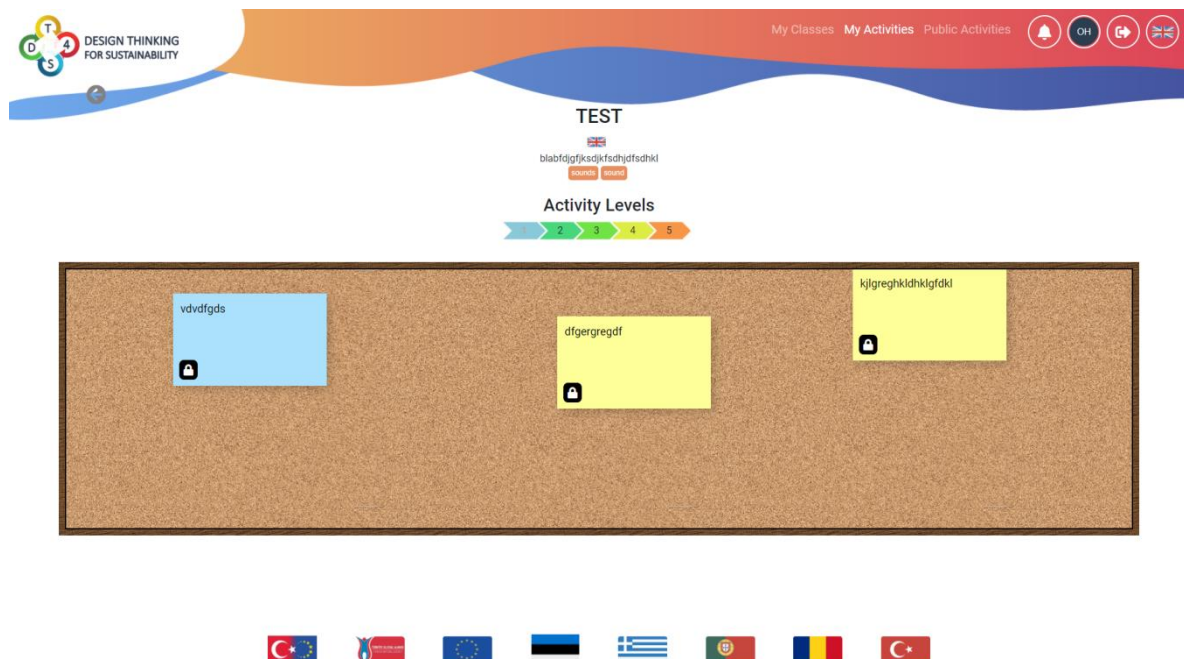 T
D 4
S
DESIGN THINKING
FOR SUSTAINABILITY
My Classes My Activities Public Activities OH
TEST
blabfdjgfjksdjkfsdhjdfsdhkl
sounds sound
Activity Levels
1 2 3 4 5
kjlgreghkldhklgfdkl
vdvdfgds
dfgergregdf